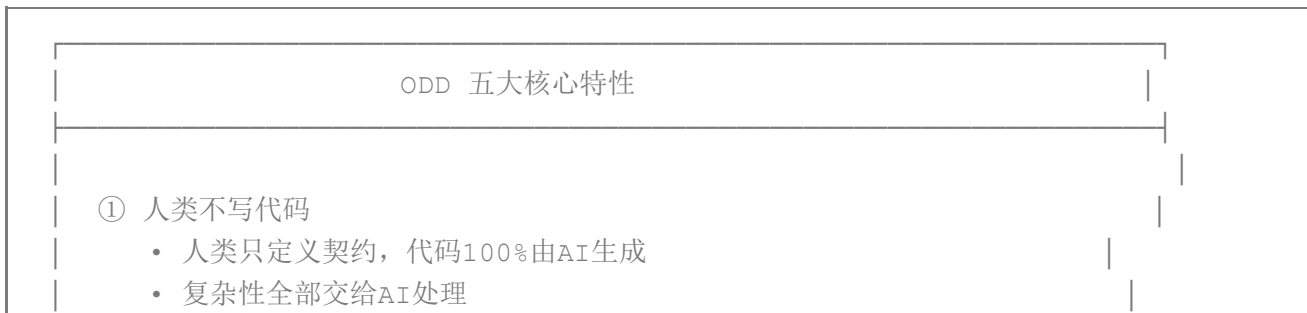 ODD 五大核心特性
① 人类不写代码
• 人类只定义契约，代码100%由AI生成
• 复杂性全部交给AI处理